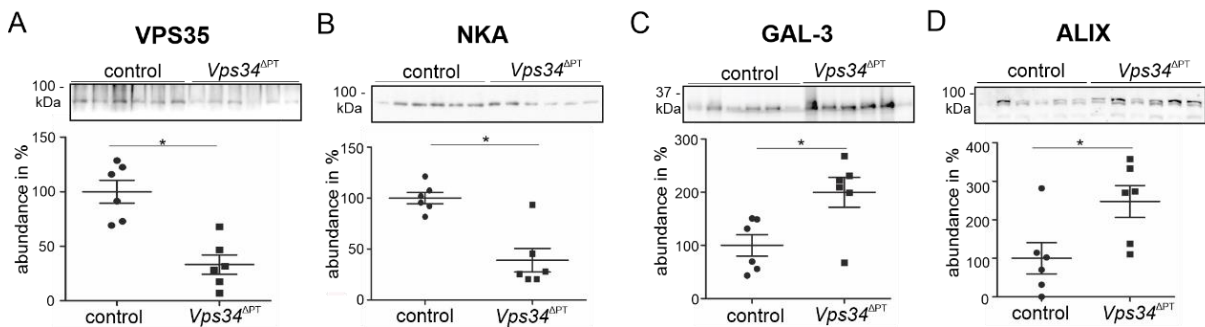 A
VPS35
control Vps34ΔPT
100 -
kDa
*
abundance in %
150
100
50
0
control Vps34ΔPT
B
NKA
control Vps34ΔPT
100 -
kDa
*
abundance in %
150
100
50
0
control Vps34ΔPT
C
GAL-3
control Vps34ΔPT
37 -
kDa
*
abundance in %
300
200
100
0
control Vps34ΔPT
D
ALIX
control Vps34ΔPT
100 -
kDa
*
abundance in %
400
300
200
100
0
control Vps34ΔPT